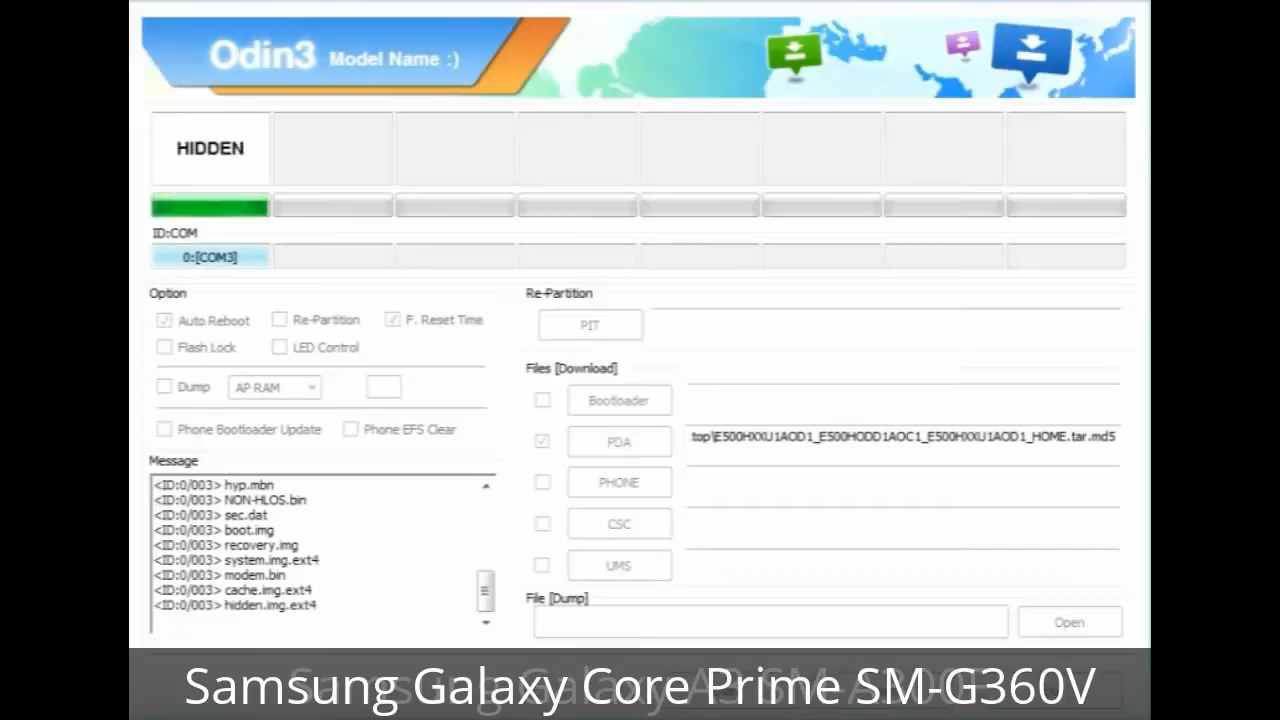 Odin3 Model Name :)
HIDDEN
ID:COM
0:[COM3]
Option
Auto Reboot Re-Partition F. Reset Time
Flash Lock LED Control
Dump AP RAM
Phone Bootloader Update Phone EFS Clear
Message
<ID:0/003> hyp.mbn
<ID:0/003> NON-HLOS.bin
<ID:0/003> sec.dat
<ID:0/003> boot.img
<ID:0/003> recovery.img
<ID:0/003> system.img.ext4
<ID:0/003> modem.bin
<ID:0/003> cache.img.ext4
<ID:0/003> hidden.img.ext4
Re-Partition
PIT
Files [Download]
Bootloader
PDA top\E500HXXU1AOD1_E500HODD1AOC1_E500HXXU1AOD1_HOME.tar.md5
PHONE
CSC
UMS
File [Dump]
Open
Samsung Galaxy Core Prime SM-G360V